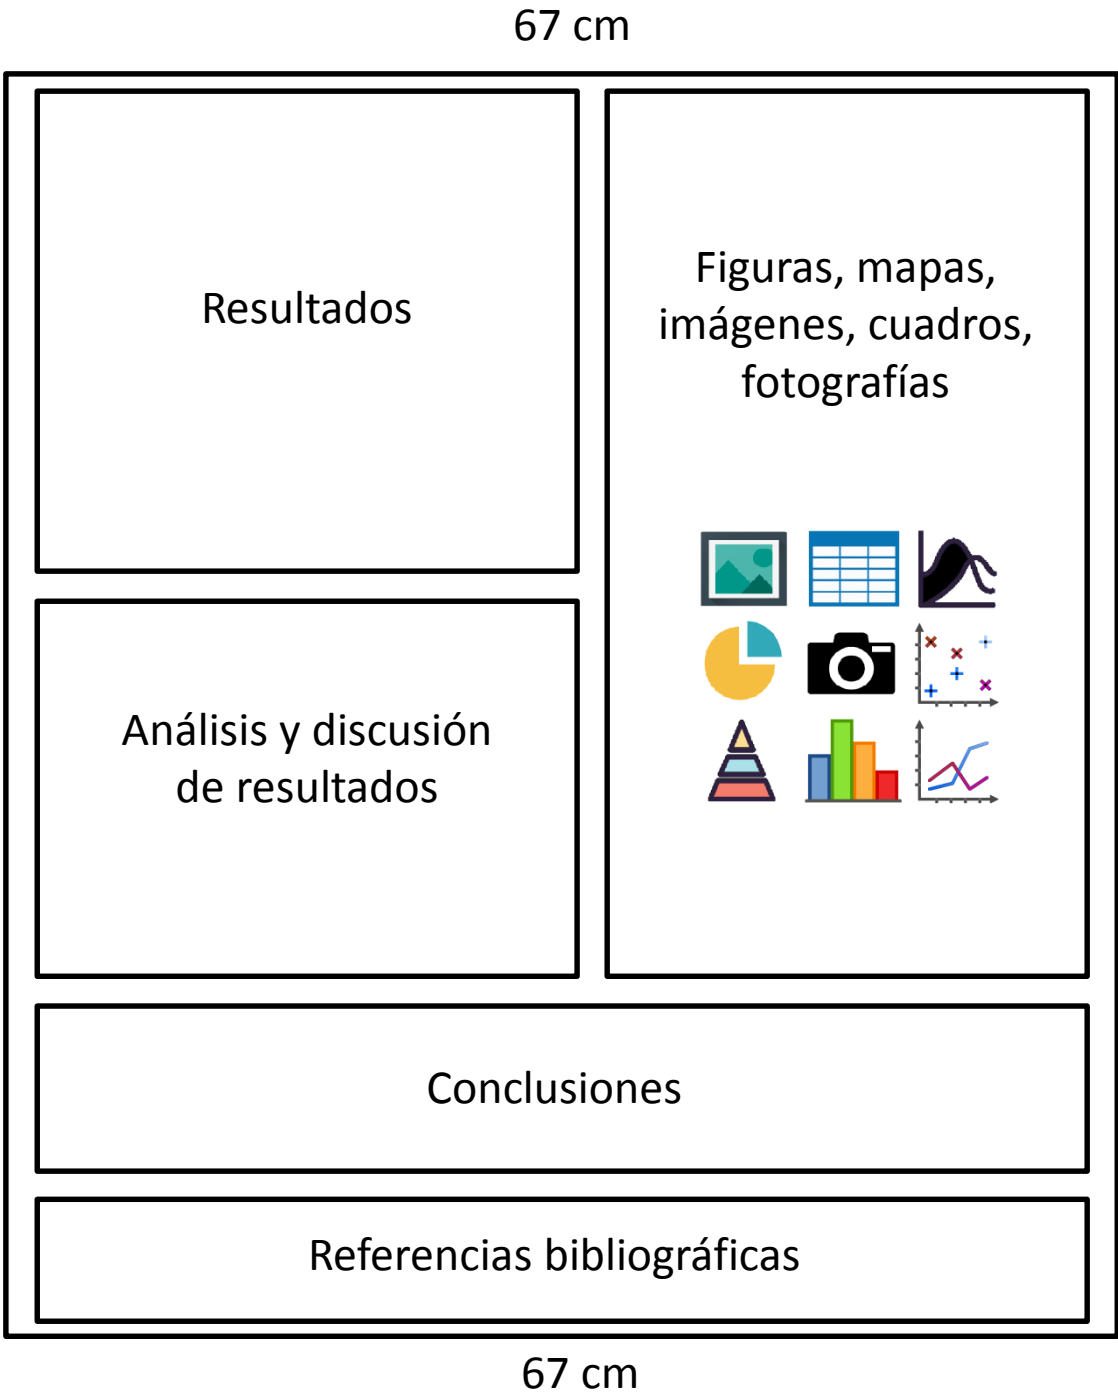 67 cm
Resultados
Figuras, mapas,
imágenes, cuadros,
fotografías
Análisis y discusión
de resultados
Conclusiones
Referencias bibliográficas
67 cm